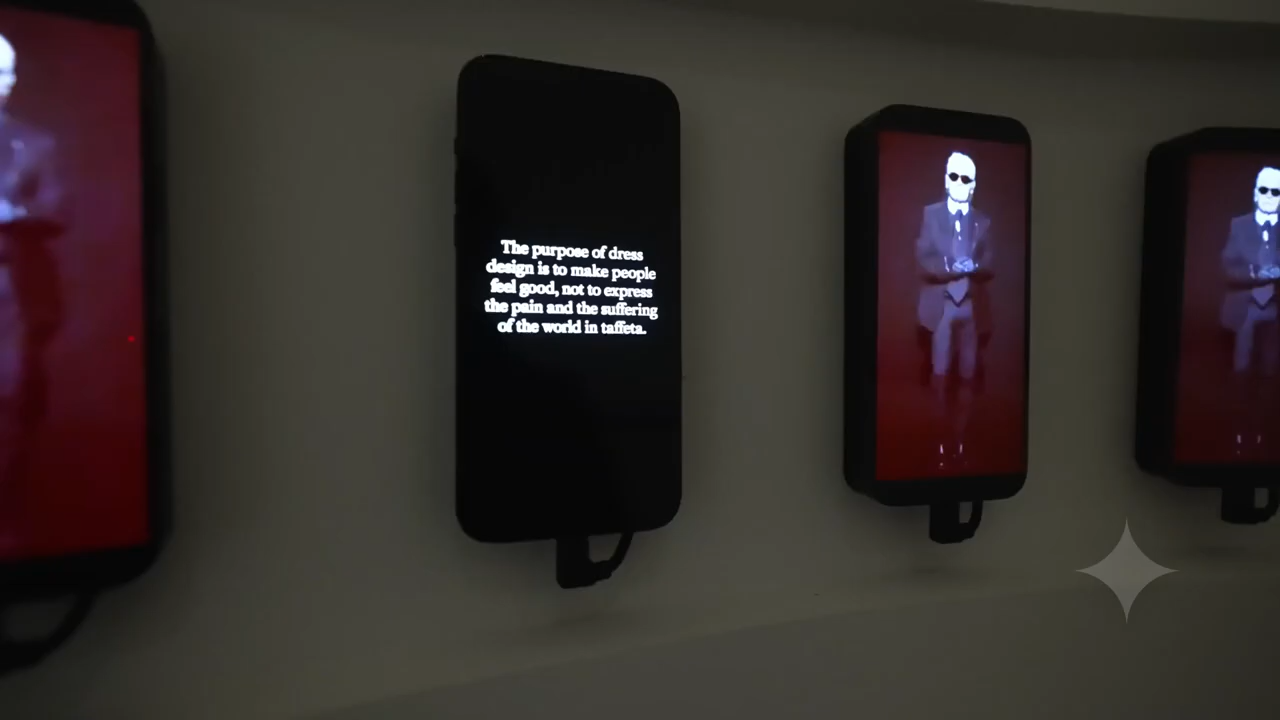 The purpose of dress
design is to make people
feel good, not to express
the pain and the suffering
of the world in taffeta.